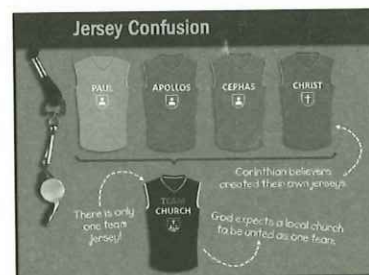 Jersey Confusion
PAUL
APOLLOS
CEPHAS
CHRIST
Corinthian believers
created their own jerseys.
There is only
one team
jersey!
TEAM
CHURCH
God expects a local church
to be united as one team.